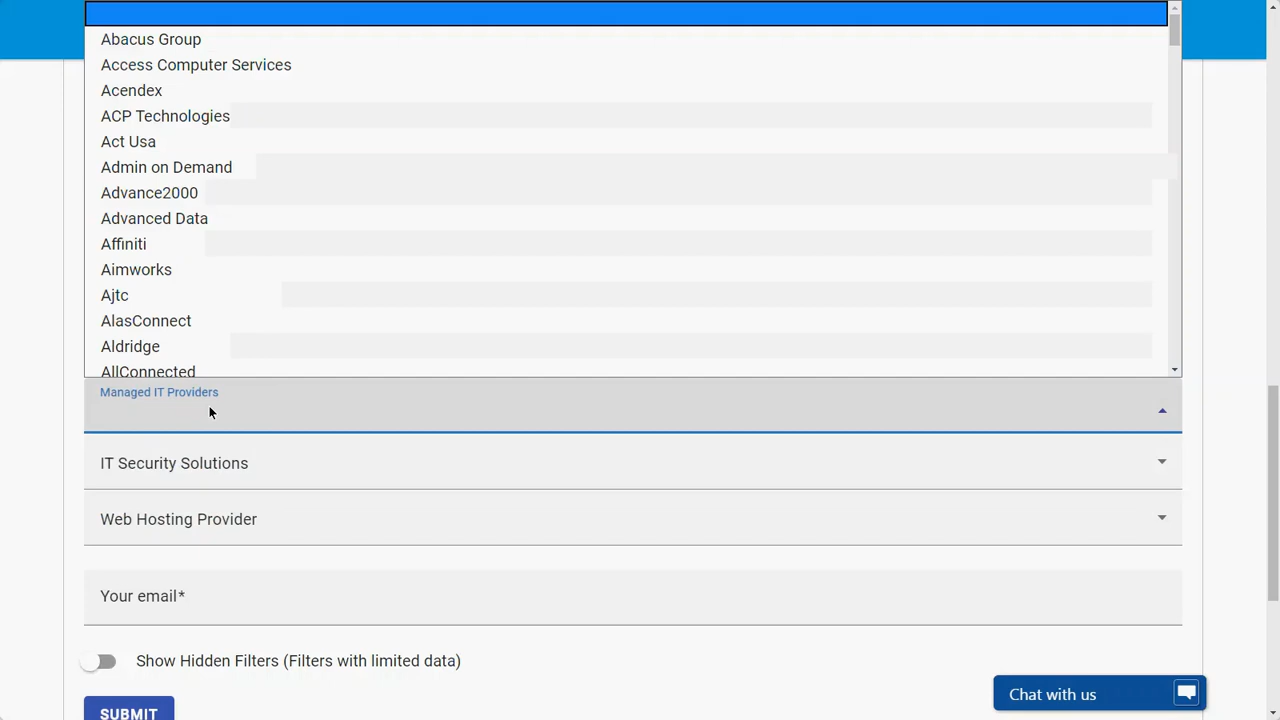 Abacus Group
Access Computer Services
Acendex
ACP Technologies
Act Usa
Admin on Demand
Advance2000
Advanced Data
Affiniti
Aimworks
Ajtc
AlasConnect
Aldridge
AllConnected
Managed IT Providers
IT Security Solutions
Web Hosting Provider
Your email*
Show Hidden Filters (Filters with limited data)
Chat with us
SUBMIT